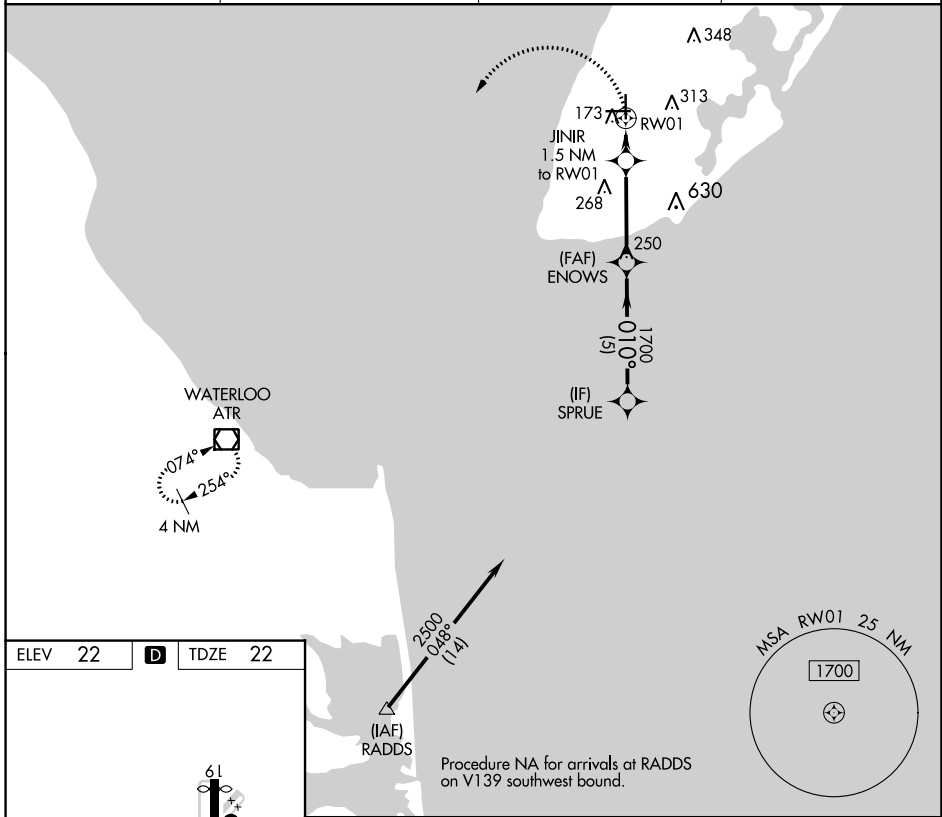 348
313
173
RW01
JINIR
1.5 NM
to RW01
268
630
250
(FAF)
ENOWS
1700
010°
(5)
(IF)
SPRUE
WATERLOO
ATR
074°
254°
4 NM
2500
048°
(14)
(IAF)
RADDS
MSA RW01 25 NM
1700
Procedure NA for arrivals at RADDS
on V139 southwest bound.
ELEV 22 D TDZE 22
19